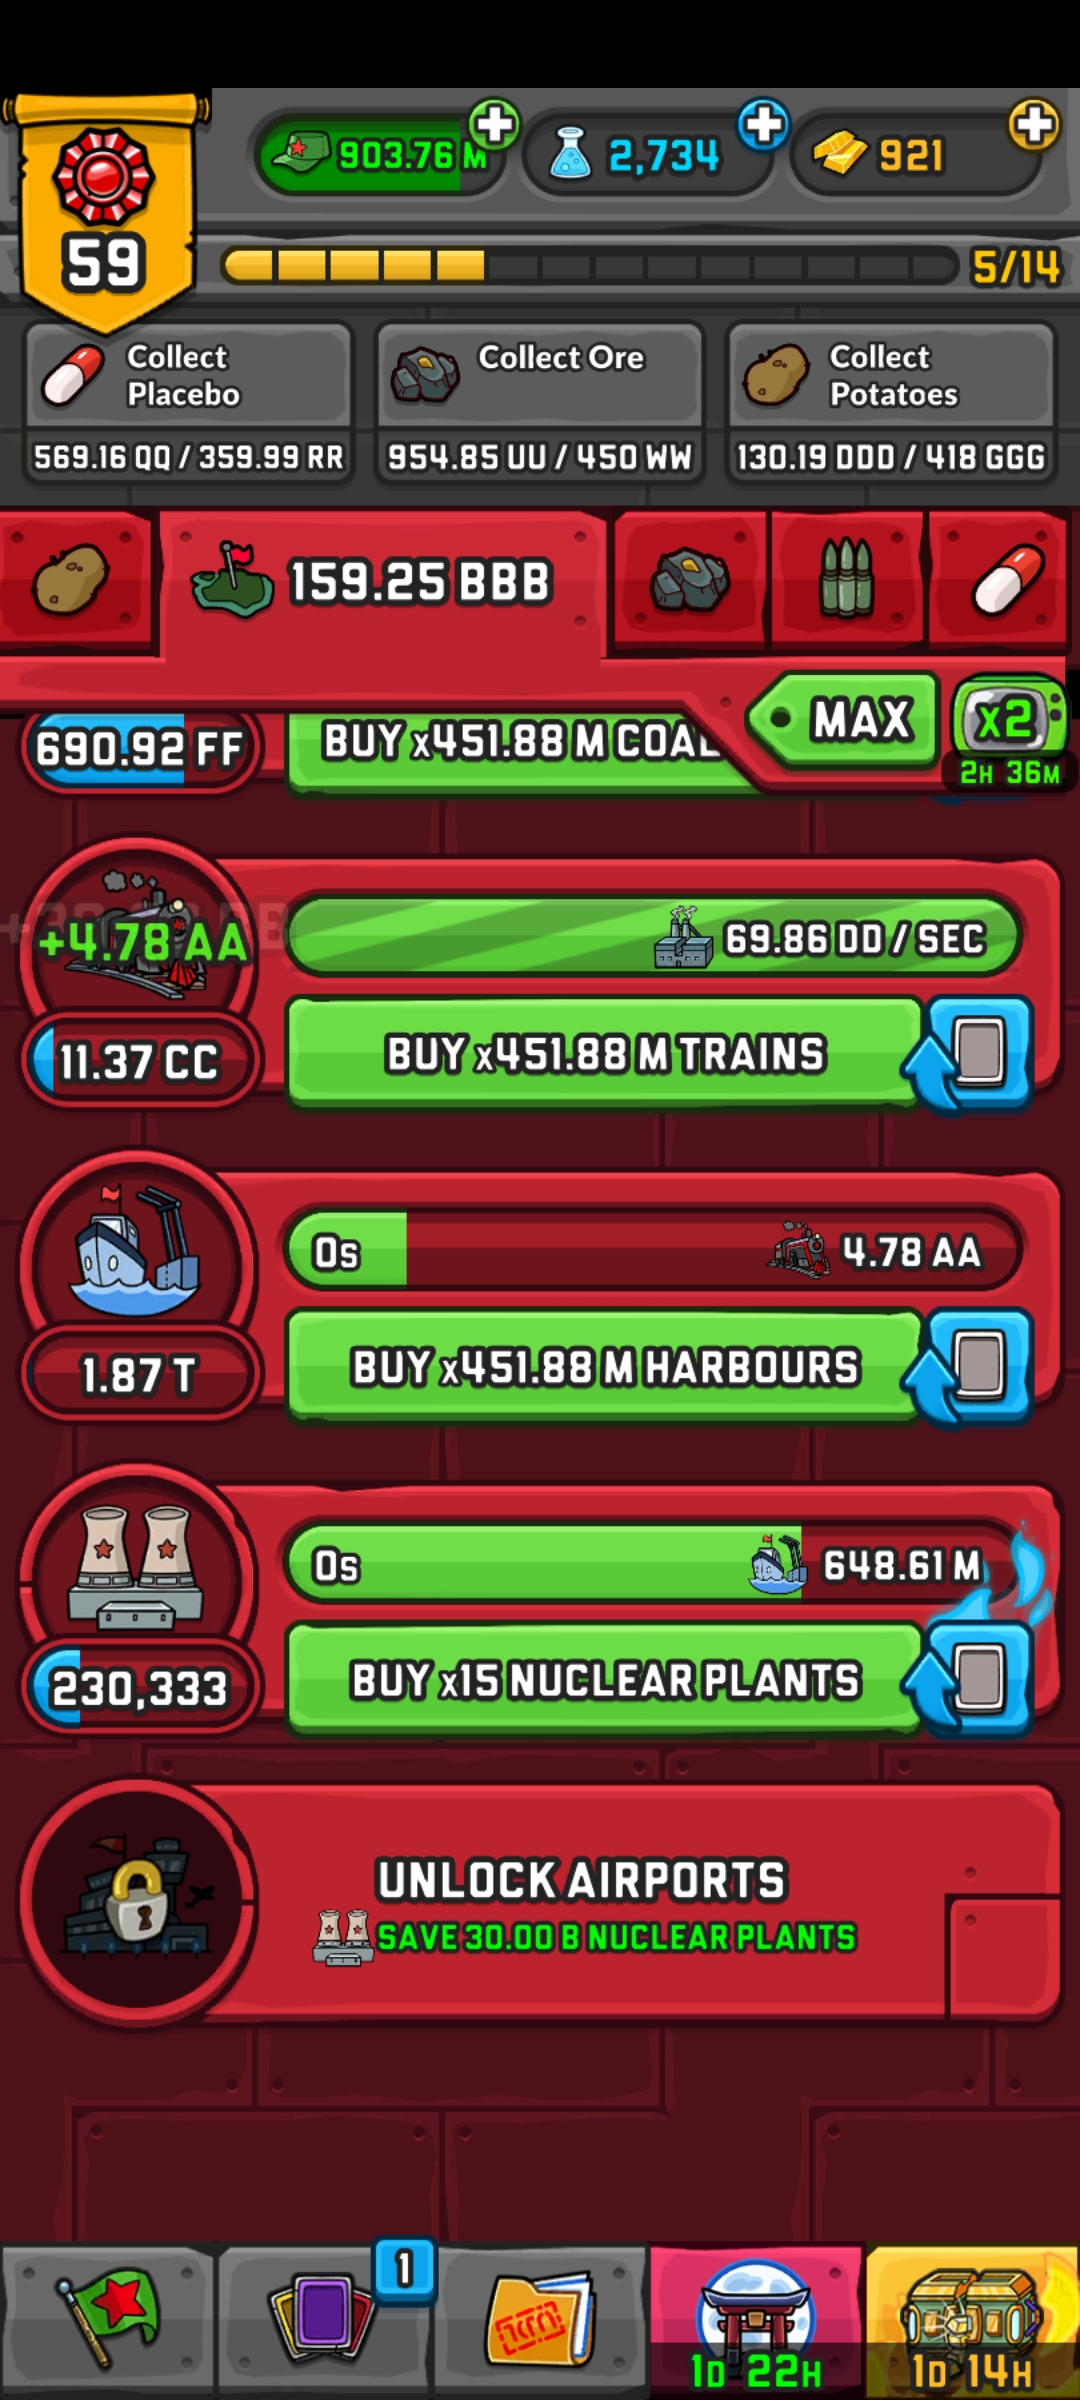 903.76 M
2,734
921
59
5/14
Collect
Placebo
569.16 QQ / 359.99 RR
Collect Ore
954.85 UU / 450 WW
Collect
Potatoes
130.19 DDD / 418 GGG
159.25 BBB
MAX
x2
2H 36M
690.92 FF
BUY x451.88 M COAL
+4.78 AA
69.86 DD / SEC
11.37 CC
BUY x451.88 M TRAINS
0s
4.78 AA
1.87 T
BUY x451.88 M HARBOURS
0s
648.61 M
230,333
BUY x15 NUCLEAR PLANTS
UNLOCK AIRPORTS
SAVE 30.00 B NUCLEAR PLANTS
1
1D 22H
1D 14H